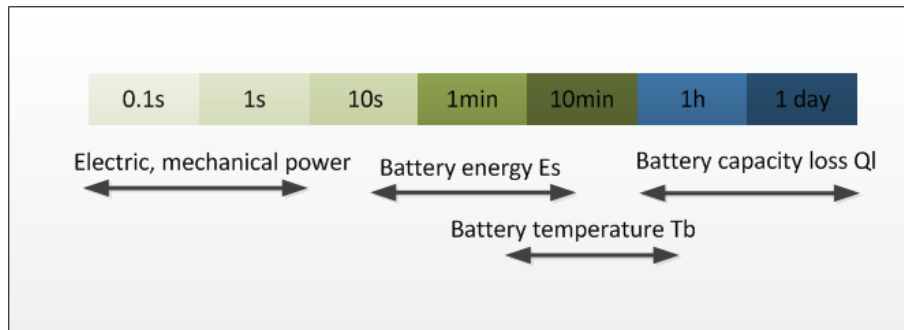 0.1s 1s 10s 1min 10min 1h 1 day
Electric, mechanical power
Battery energy Es
Battery capacity loss Ql
Battery temperature Tb